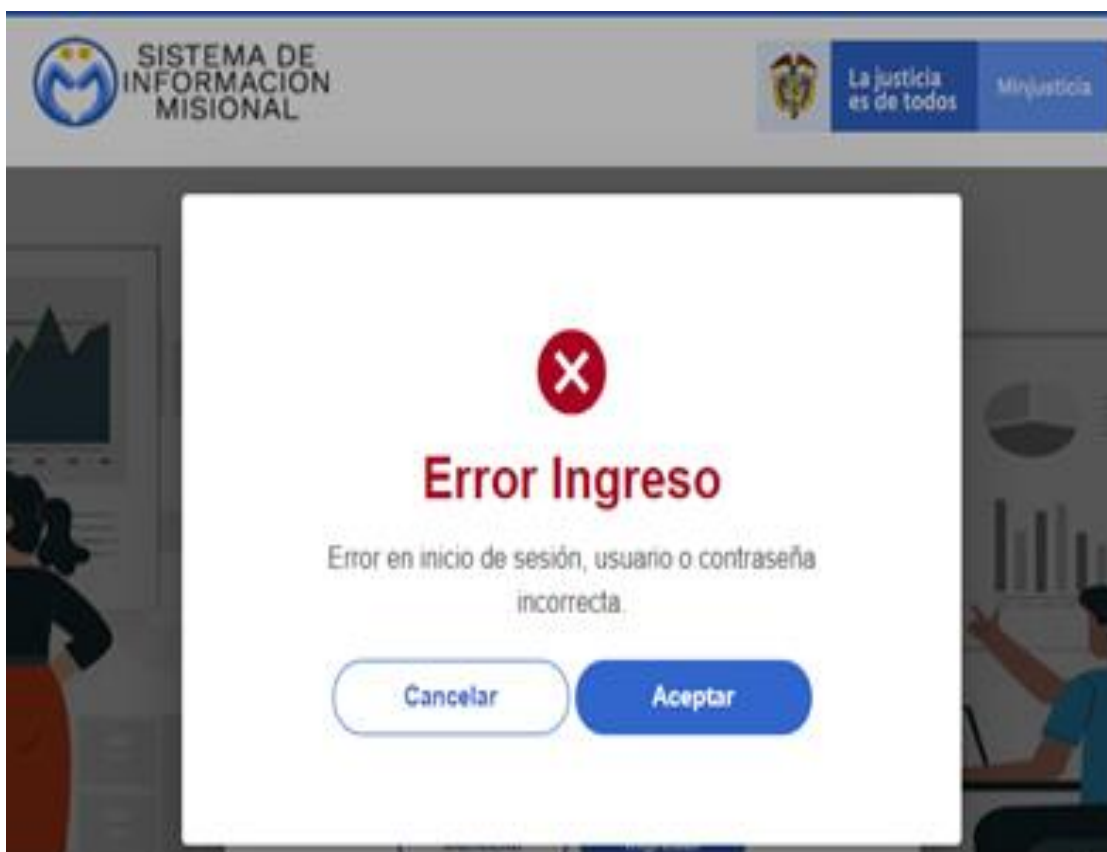 SISTEMA DE
INFORMACIÓN
MISIONAL
La justicia
es de todos
Minjusticia
Error Ingreso
Error en inicio de sesión, usuario o contraseña
incorrecta.
Cancelar
Aceptar